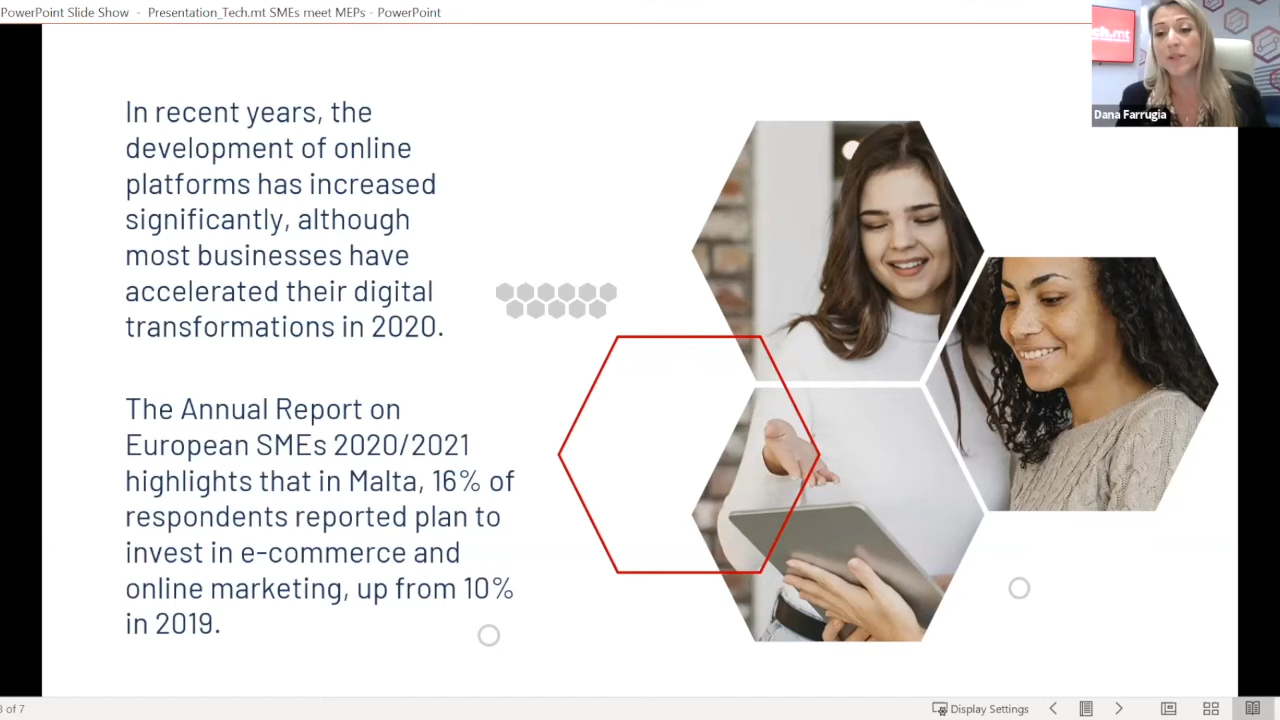 PowerPoint Slide Show - Presentation_Tech.mt SMEs meet MEPs - PowerPoint
Dana Farrugia
In recent years, the
development of online
platforms has increased
significantly, although
most businesses have
accelerated their digital
transformations in 2020.
The Annual Report on
European SMEs 2020/2021
highlights that in Malta, 16% of
respondents reported plan to
invest in e-commerce and
online marketing, up from 10%
in 2019.
of 7
Display Settings